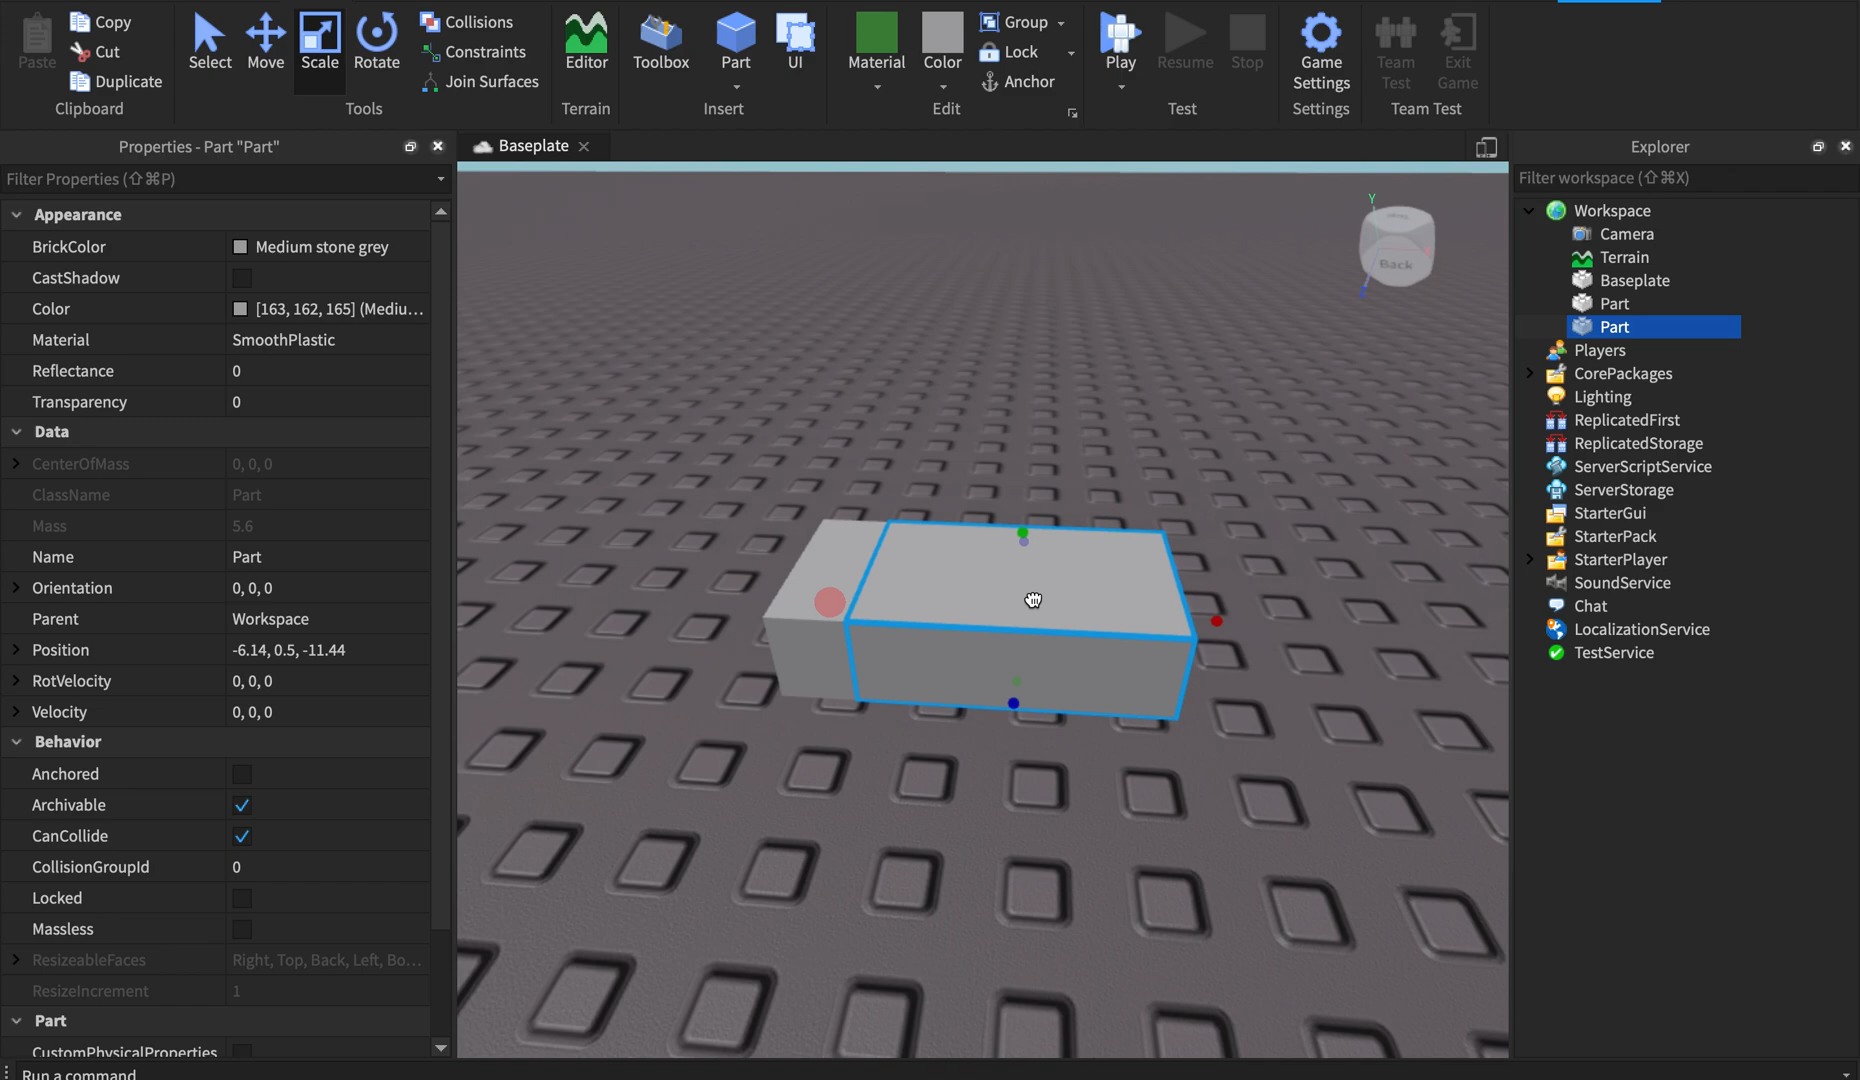 Paste
Copy
Cut
Duplicate
Clipboard
Select
Move
Scale
Rotate
Collisions
Constraints
Join Surfaces
Tools
Editor
Terrain
Toolbox
Part
UI
Insert
Material
Color
Group
Lock
Anchor
Edit
Play
Resume
Stop
Test
Game
Settings
Settings
Team
Test
Exit
Game
Team Test
Properties - Part "Part"
Filter Properties (⇧⌘P)
Appearance
BrickColor Medium stone grey
CastShadow
Color [163, 162, 165] (Mediu...
Material SmoothPlastic
Reflectance 0
Transparency 0
Data
CenterOfMass 0, 0, 0
ClassName Part
Mass 5.6
Name Part
Orientation 0, 0, 0
Parent Workspace
Position -6.14, 0.5, -11.44
RotVelocity 0, 0, 0
Velocity 0, 0, 0
Behavior
Anchored
Archivable
CanCollide
CollisionGroupId 0
Locked
Massless
ResizeableFaces Right, Top, Back, Left, Bo...
ResizeIncrement 1
Part
CustomPhysicalProperties
Run a command
Baseplate
Y
Back
Explorer
Filter workspace (⇧⌘X)
Workspace
Camera
Terrain
Baseplate
Part
Part
Players
CorePackages
Lighting
ReplicatedFirst
ReplicatedStorage
ServerScriptService
ServerStorage
StarterGui
StarterPack
StarterPlayer
SoundService
Chat
LocalizationService
TestService